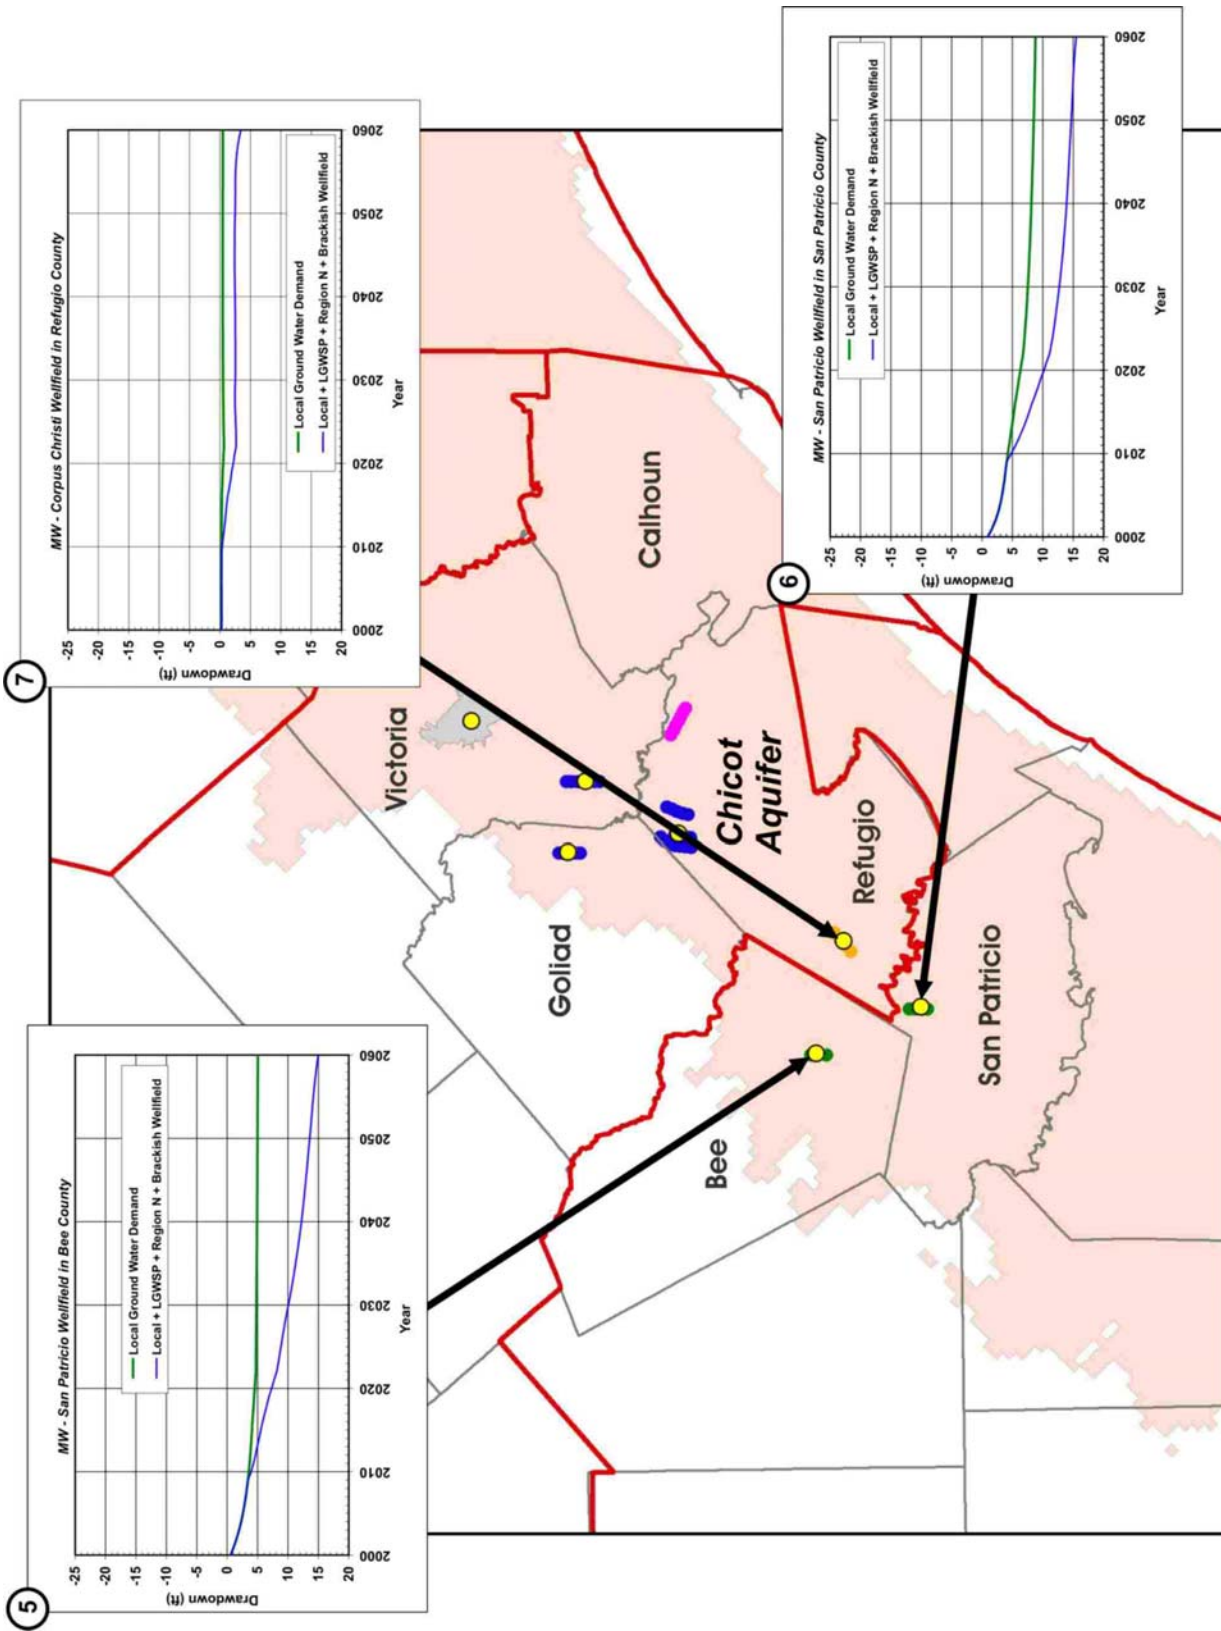 5
MW - San Patricio Wellfield in Bee County
Drawdown (ft)
-25
-20
-15
-10
-5
0
5
10
15
20
Local Ground Water Demand
Local + LGWSP + Region N + Brackish Wellfield
2000
2010
2020
2030
2040
2050
2060
Year
7
MW - Corpus Christi Wellfield in Refugio County
Drawdown (ft)
-25
-20
-15
-10
-5
0
5
10
15
20
Local Ground Water Demand
Local + LGWSP + Region N + Brackish Wellfield
2000
2010
2020
2030
2040
2050
2060
Year
Victoria
Goliad
Calhoun
Bee
Chicot
Aquifer
Refugio
San Patricio
6
MW - San Patricio Wellfield in San Patricio County
Drawdown (ft)
-25
-20
-15
-10
-5
0
5
10
15
20
Local Ground Water Demand
Local + LGWSP + Region N + Brackish Wellfield
2000
2010
2020
2030
2040
2050
2060
Year